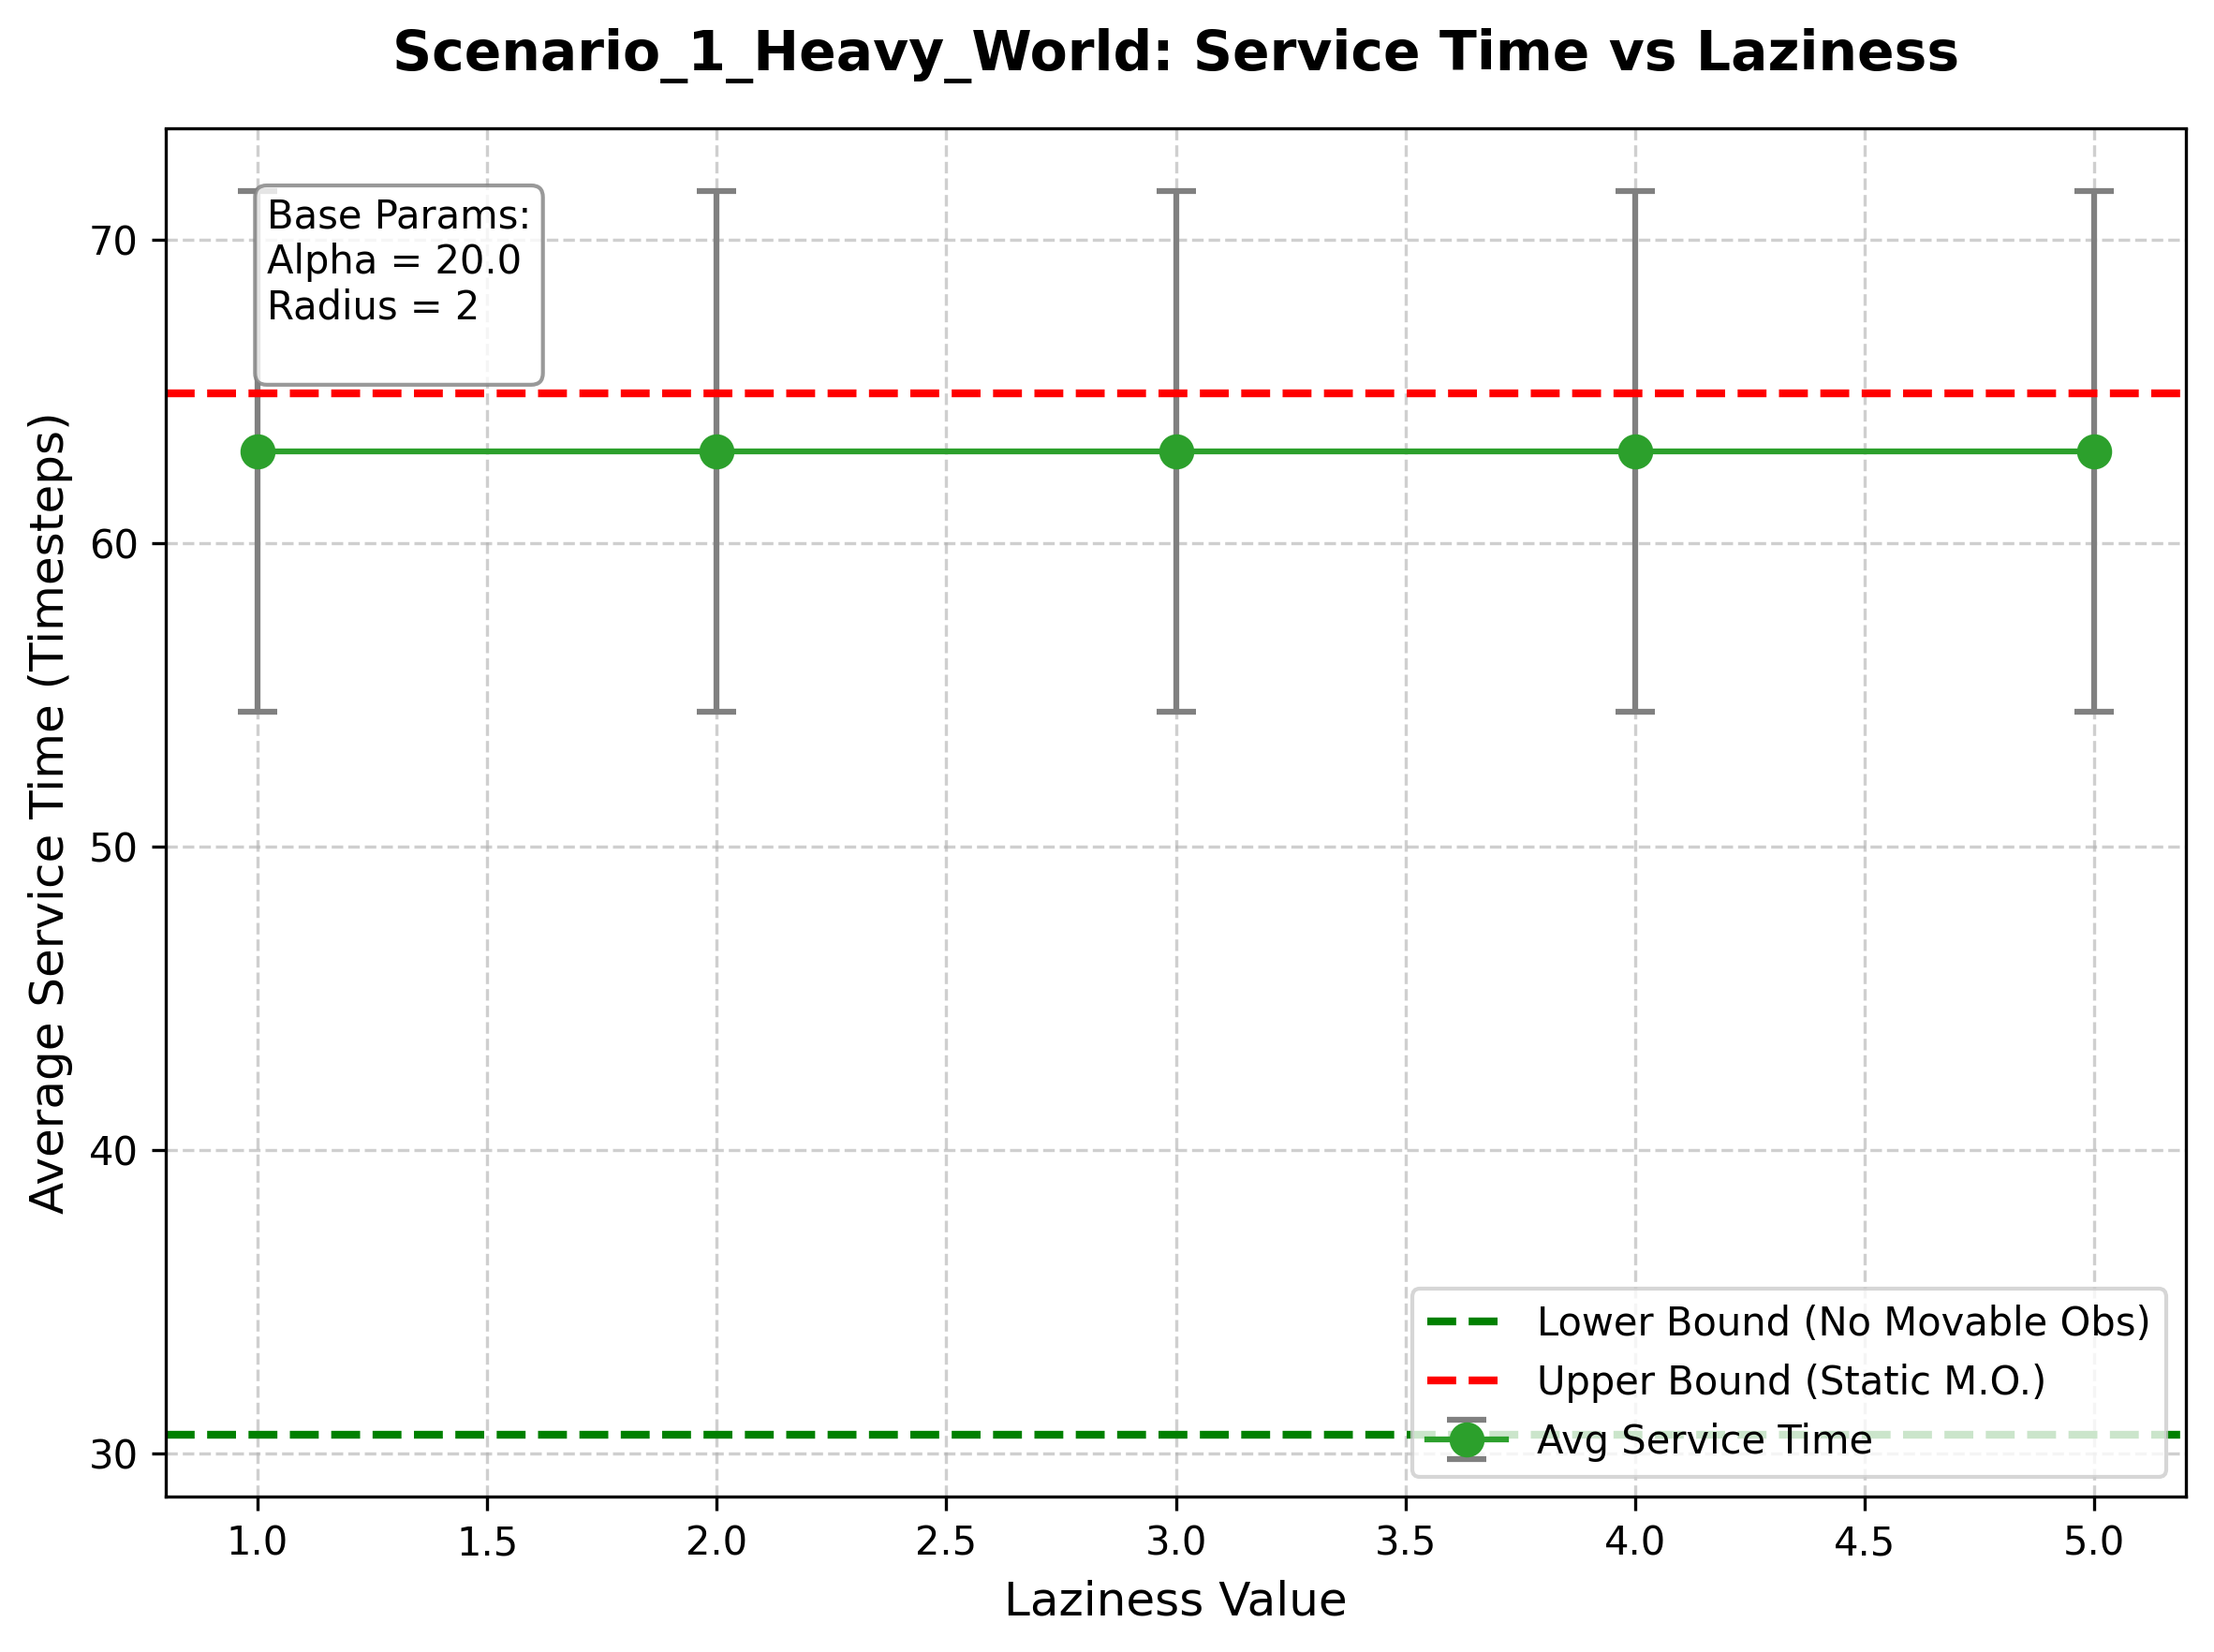 Scenario_1_Heavy_World: Service Time vs Laziness
Base Params:
Alpha = 20.0
Radius = 2
Average Service Time (Timesteps)
70
60
50
40
30
Lower Bound (No Movable Obs)
Upper Bound (Static M.O.)
Avg Service Time
1.0 1.5 2.0 2.5 3.0 3.5 4.0 4.5 5.0
Laziness Value